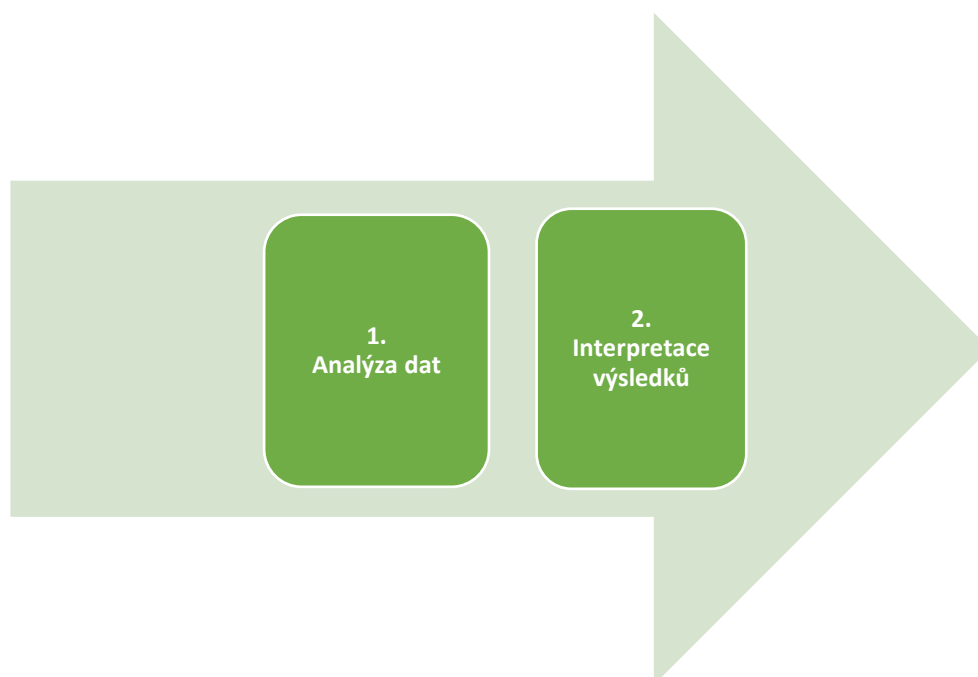 1.
Analýza dat
2.
Interpretace
výsledků